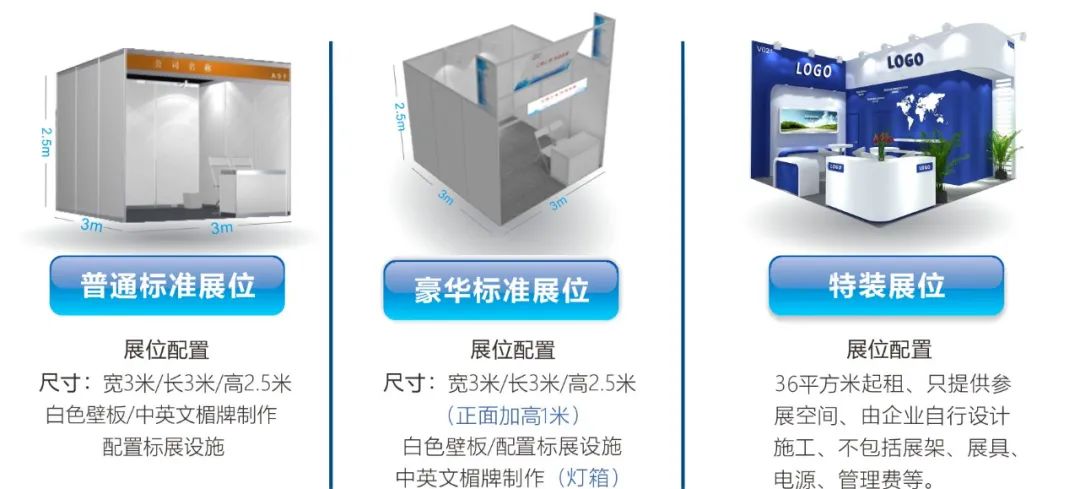 公司名称
A51
2.5m
3m
3m
普通标准展位
展位配置
尺寸：宽3米/长3米/高2.5米
白色壁板/中英文楣牌制作
配置标展设施
2.5m
3m
3m
豪华标准展位
展位配置
尺寸：宽3米/长3米/高2.5米
（正面加高1米）
白色壁板/配置标展设施
中英文楣牌制作（灯箱）
V021
LOGO
LOGO
LOGO
LOGO
特装展位
展位配置
36平方米起租、只提供参
展空间、由企业自行设计
施工、不包括展架、展具、
电源、管理费等。